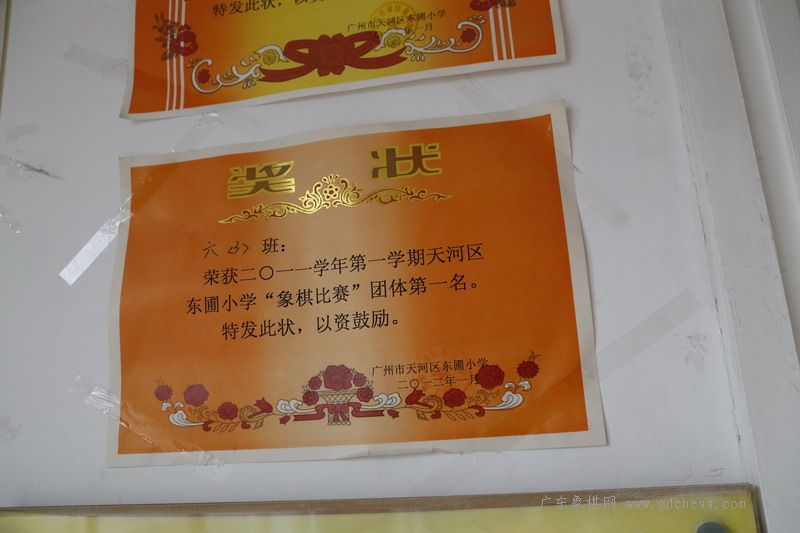 特发此状，以资
广州市天河区东圃小学
一月
奖 状
班：
荣获二〇一一学年第一学期天河区
东圃小学“象棋比赛”团体第一名。
特发此状，以资鼓励。
广州市天河区东圃小学
二〇一二年一月
广东象棋网 www.gdchess.com